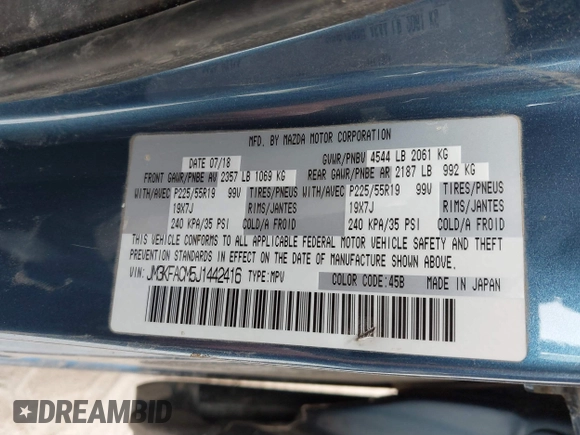 MFD. BY MAZDA MOTOR CORPORATION
DATE 07/18 GVWR/PNBV 4544 LB 2061 KG
FRONT GAWR/PNBE AV 2357 LB 1069 KG REAR GAWR/PNBE AR 2187 LB 992 KG
WITH/AVEC P225/55R19 99V TIRES/PNEUS WITH/AVEC P225/55R19 99V TIRES/PNEUS
19X7J RIMS/JANTES 19X7J RIMS/JANTES
240 KPA/35 PSI COLD/A FROID 240 KPA/35 PSI COLD/A FROID
THIS VEHICLE CONFORMS TO ALL APPLICABLE FEDERAL MOTOR VEHICLE SAFETY AND THEFT
PREVENTION STANDARDS IN EFFECT ON THE DATE OF MANUFACTURE SHOWN ABOVE.
VIN: JM3KFACM5J1442416 TYPE:MPV COLOR CODE:45B MADE IN JAPAN
DREAMBID